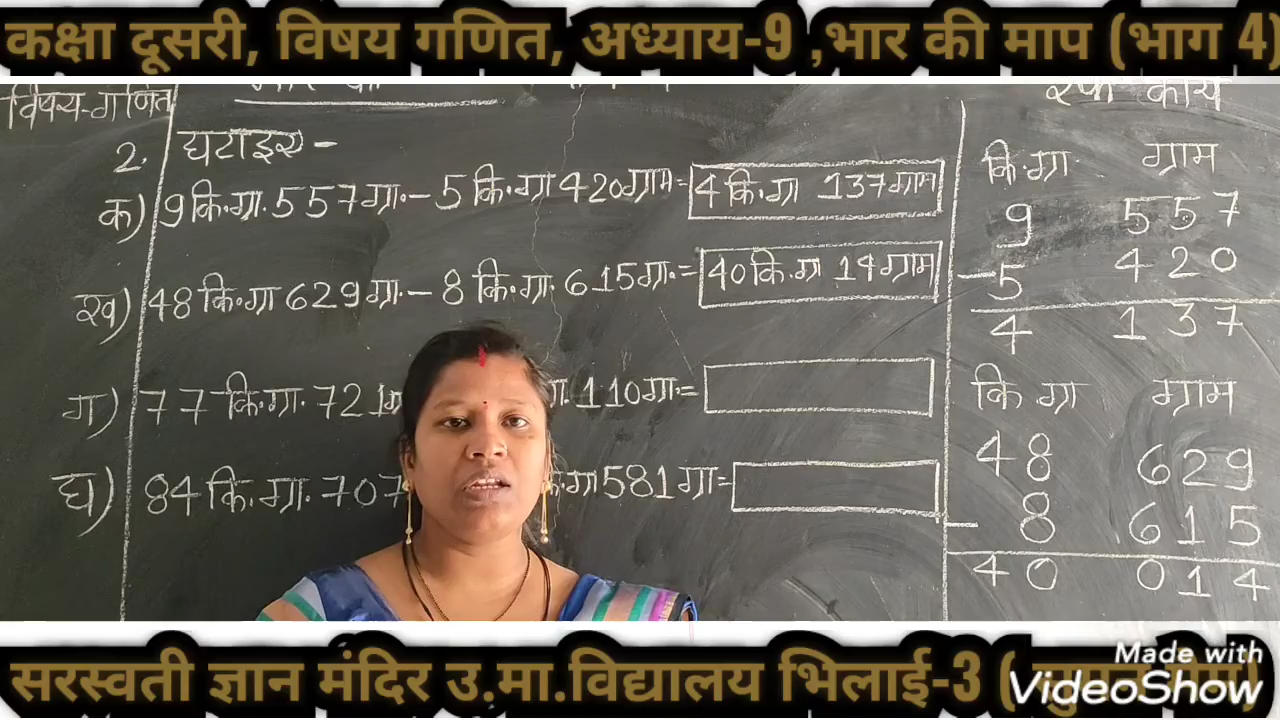 कक्षा दूसरी, विषय गणित, अध्याय-9 ,भार की माप (भाग 4)
विषय-गणित
कार्य
2. घटाइए -
क) 9 कि.ग्रा. 557 ग्रा. - 5 कि.ग्रा 420 ग्राम = 4 कि.ग्रा 137 ग्राम
ख) 48 कि.ग्रा 629 ग्रा. - 8 कि.ग्रा. 615 ग्रा. = 40 कि.ग्रा 14 ग्राम
ग) 77 कि.ग्रा. 721 110 ग्रा. =
घ) 84 कि.ग्रा. 707 581 ग्रा =
कि.ग्रा ग्राम
9 557
-5 420
4 137
कि ग्रा ग्राम
48 629
- 8 615
40 014
सरस्वती ज्ञान मंदिर उ.मा.विद्यालय भिलाई-3 (
Made with
VideoShow